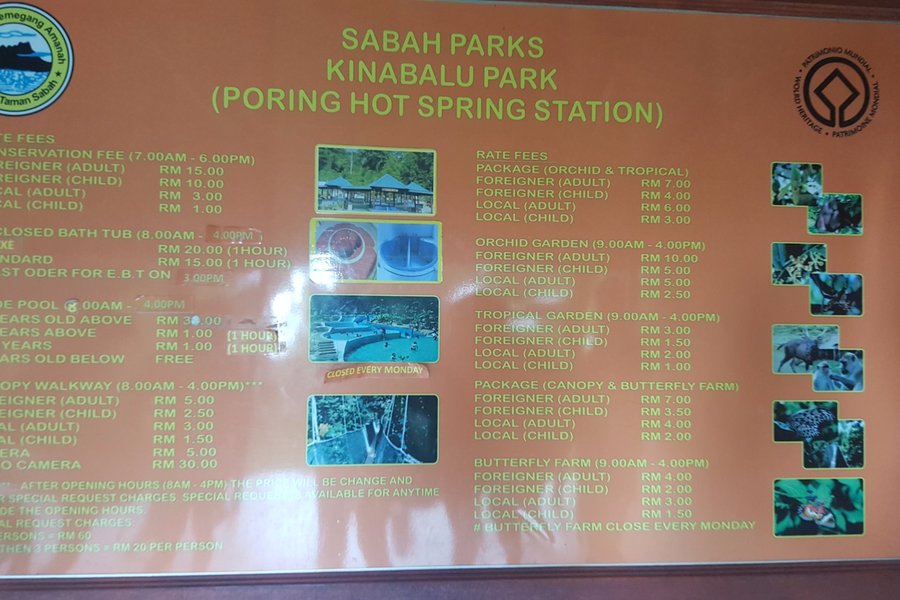 emegang Amanah
Taman Sabah
SABAH PARKS
KINABALU PARK
(PORING HOT SPRING STATION)
PATRIMONIO MUNDIAL
WORLD HERITAGE • PATRIMOINE MONDIAL
TE FEES
NSERVATION FEE (7.00AM - 6.00PM)
REIGNER (ADULT) RM 15.00
REIGNER (CHILD) RM 10.00
CAL (ADULT) RM 3.00
CAL (CHILD) RM 1.00
CLOSED BATH TUB (8.00AM - 4.00PM)
XE RM 20.00 (1HOUR)
NDARD RM 15.00 (1 HOUR)
AST ODER FOR E.B.T ON 3.00PM
DE POOL .00AM - 4.00PM
YEARS OLD ABOVE RM
EARS ABOVE RM 1.00 (1 HOUR)
YEARS RM 1.00 (1 HOUR)
EARS OLD BELOW FREE
CLOSED EVERY MONDAY
OPY WALKWAY (8.00AM - 4.00PM)***
EIGNER (ADULT) RM 5.00
EIGNER (CHILD) RM 2.50
AL (ADULT) RM 3.00
AL (CHILD) RM 1.50
ERA RM 5.00
O CAMERA RM 30.00
AFTER OPENING HOURS (8AM - 4PM) THE PRICE WILL BE CHANGE AND
R SPECIAL REQUEST CHARGES. SPECIAL REQUEST IS AVAILABLE FOR ANYTIME
DE THE OPENING HOURS.
AL REQUEST CHARGES:
ERSONS = RM 60
THEN 3 PERSONS = RM 20 PER PERSON
RATE FEES
PACKAGE (ORCHID & TROPICAL)
FOREIGNER (ADULT) RM 7.00
FOREIGNER (CHILD) RM 4.00
LOCAL (ADULT) RM 6.00
LOCAL (CHILD) RM 3.00
ORCHID GARDEN (9.00AM - 4.00PM)
FOREIGNER (ADULT) RM 10.00
FOREIGNER (CHILD) RM 5.00
LOCAL (ADULT) RM 5.00
LOCAL (CHILD) RM 2.50
TROPICAL GARDEN (9.00AM - 4.00PM)
FOREIGNER (ADULT) RM 3.00
FOREIGNER (CHILD) RM 1.50
LOCAL (ADULT) RM 2.00
LOCAL (CHILD) RM 1.00
PACKAGE (CANOPY & BUTTERFLY FARM)
FOREIGNER (ADULT) RM 7.00
FOREIGNER (CHILD) RM 3.50
LOCAL (ADULT) RM 4.00
LOCAL (CHILD) RM 2.00
BUTTERFLY FARM (9.00AM - 4.00PM)
FOREIGNER (ADULT) RM 4.00
FOREIGNER (CHILD) RM 2.00
LOCAL (ADULT) RM 3.00
LOCAL (CHILD) RM 1.50
# BUTTERFLY FARM CLOSE EVERY MONDAY